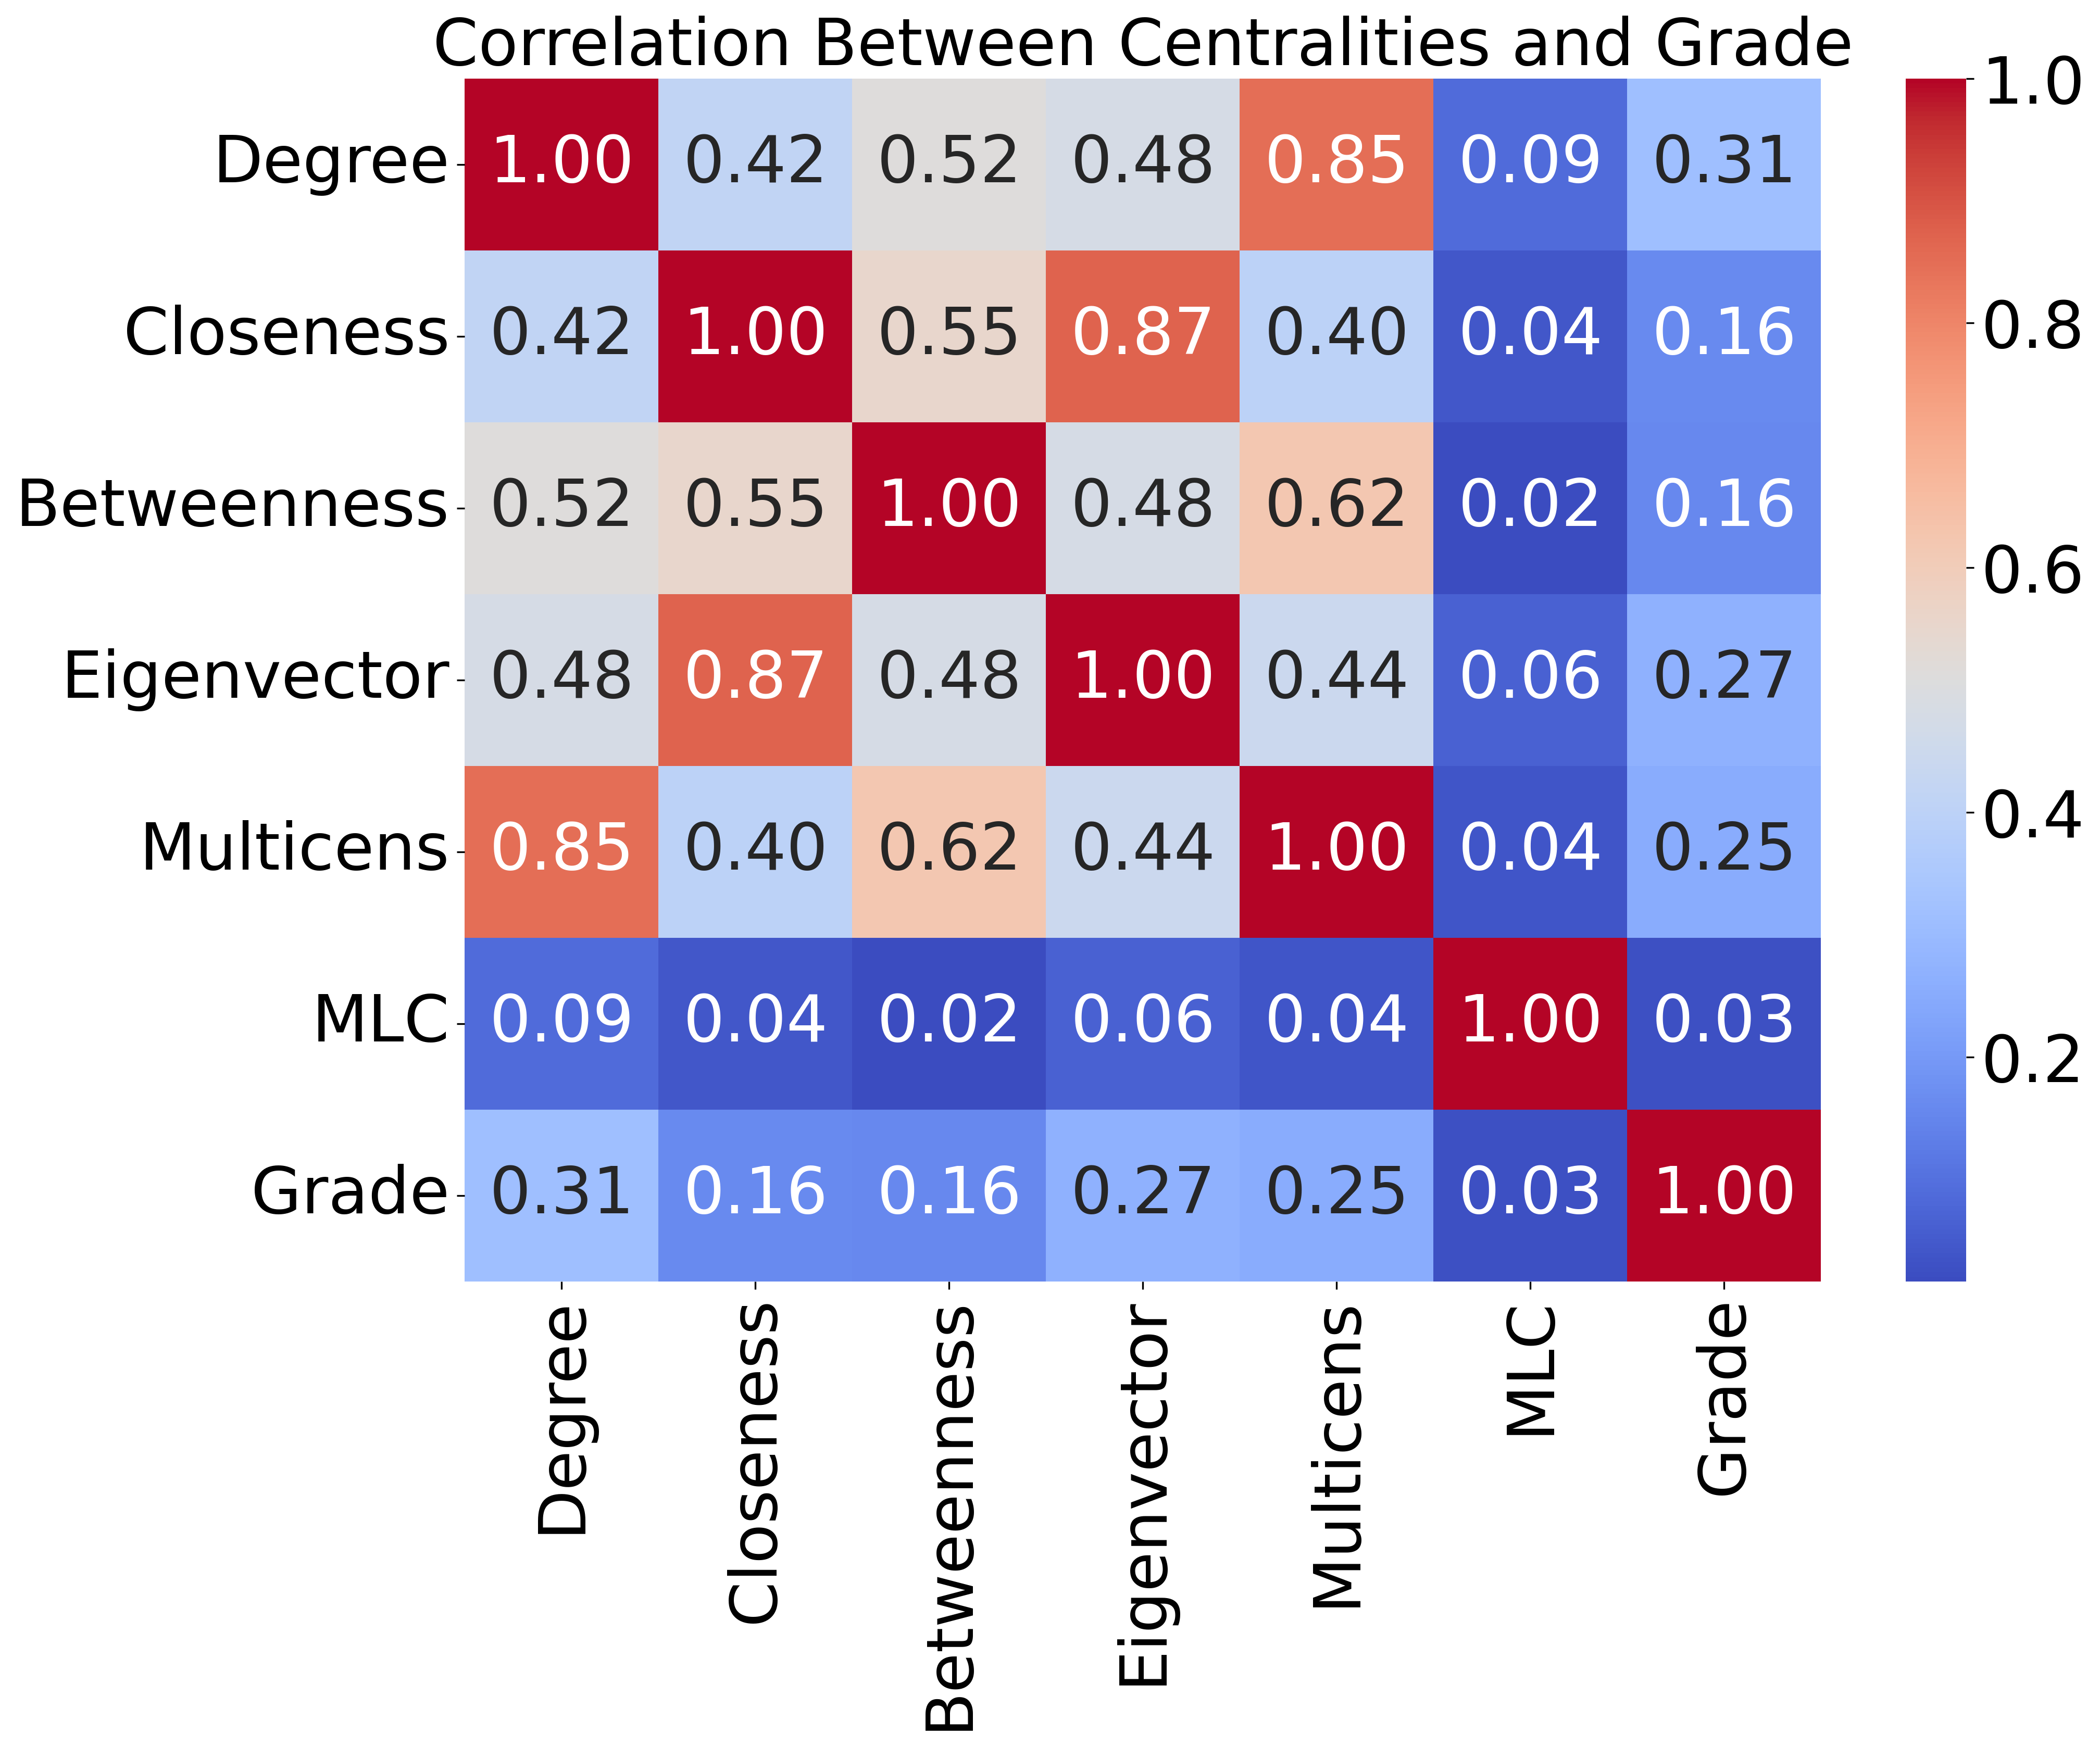 Correlation Between Centralities and Grade
Degree 1.00 0.42 0.52 0.48 0.85 0.09 0.31
Closeness 0.42 1.00 0.55 0.87 0.40 0.04 0.16
Betweenness 0.52 0.55 1.00 0.48 0.62 0.02 0.16
Eigenvector 0.48 0.87 0.48 1.00 0.44 0.06 0.27
Multicens 0.85 0.40 0.62 0.44 1.00 0.04 0.25
MLC 0.09 0.04 0.02 0.06 0.04 1.00 0.03
Grade 0.31 0.16 0.16 0.27 0.25 0.03 1.00
Degree
Closeness
Betweenness
Eigenvector
Multicens
MLC
Grade
1.0
0.8
0.6
0.4
0.2